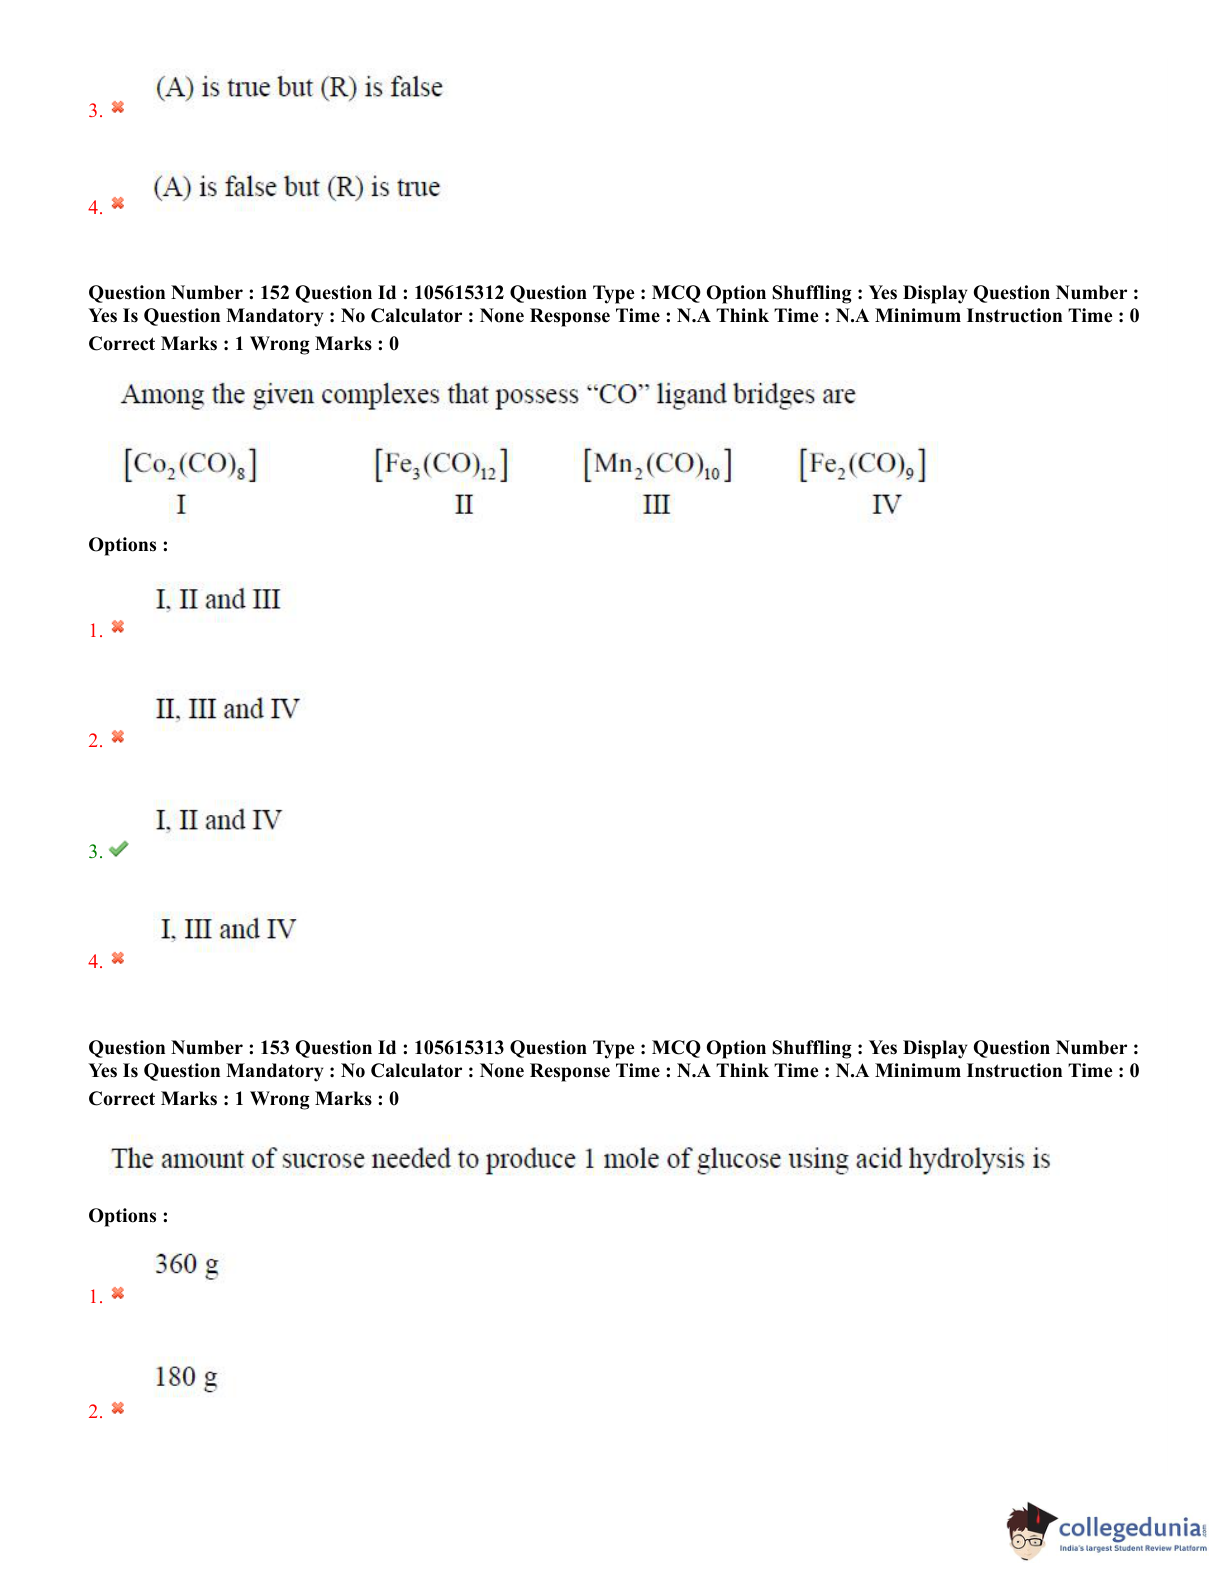 (A) is true but (R) is false
3.
(A) is false but (R) is true
4.
Question Number : 152 Question Id : 105615312 Question Type : MCQ Option Shuffling : Yes Display Question Number :
Yes Is Question Mandatory : No Calculator : None Response Time : N.A Think Time : N.A Minimum Instruction Time : 0
Correct Marks : 1 Wrong Marks : 0
Among the given complexes that possess “CO” ligand bridges are
[Co₂(CO)₈] [Fe₃(CO)₁₂] [Mn₂(CO)₁₀] [Fe₂(CO)₉]
I II III IV
Options :
I, II and III
1.
II, III and IV
2.
I, II and IV
3.
I, III and IV
4.
Question Number : 153 Question Id : 105615313 Question Type : MCQ Option Shuffling : Yes Display Question Number :
Yes Is Question Mandatory : No Calculator : None Response Time : N.A Think Time : N.A Minimum Instruction Time : 0
Correct Marks : 1 Wrong Marks : 0
The amount of sucrose needed to produce 1 mole of glucose using acid hydrolysis is
Options :
360 g
1.
180 g
2.
collegedunia.com
India's largest Student Review Platform